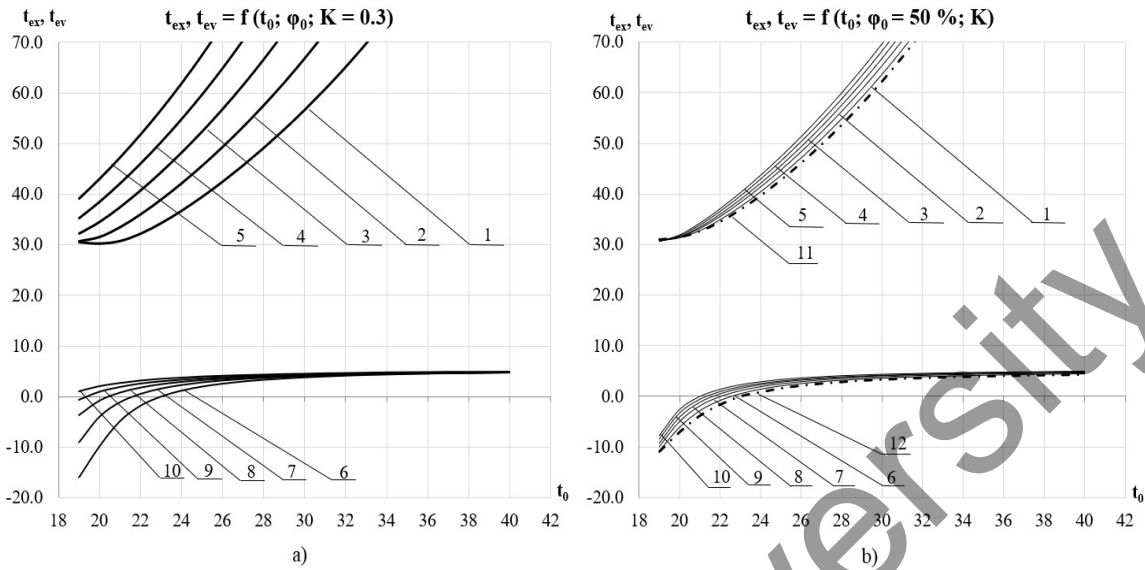 t_ex, t_ev t_ex, t_ev = f (t_0; φ_0; K = 0.3)
70.0
60.0
50.0
40.0
30.0
20.0
10.0
0.0
-10.0
-20.0
5 4 3 2 1
10 9 8 7 6
t_0
18 20 22 24 26 28 30 32 34 36 38 40 42
a)
t_ex, t_ev t_ex, t_ev = f (t_0; φ_0 = 50 %; K)
70.0
60.0
50.0
40.0
30.0
20.0
10.0
0.0
-10.0
-20.0
5 4 3 2 1
11
12
10 9 8 7 6
t_0
18 20 22 24 26 28 30 32 34 36 38 40 42
b)
versity